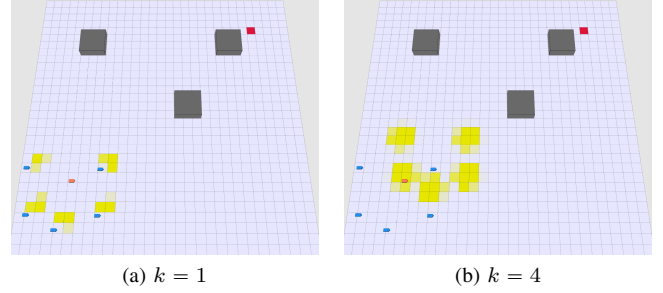 (a) k = 1
(b) k = 4